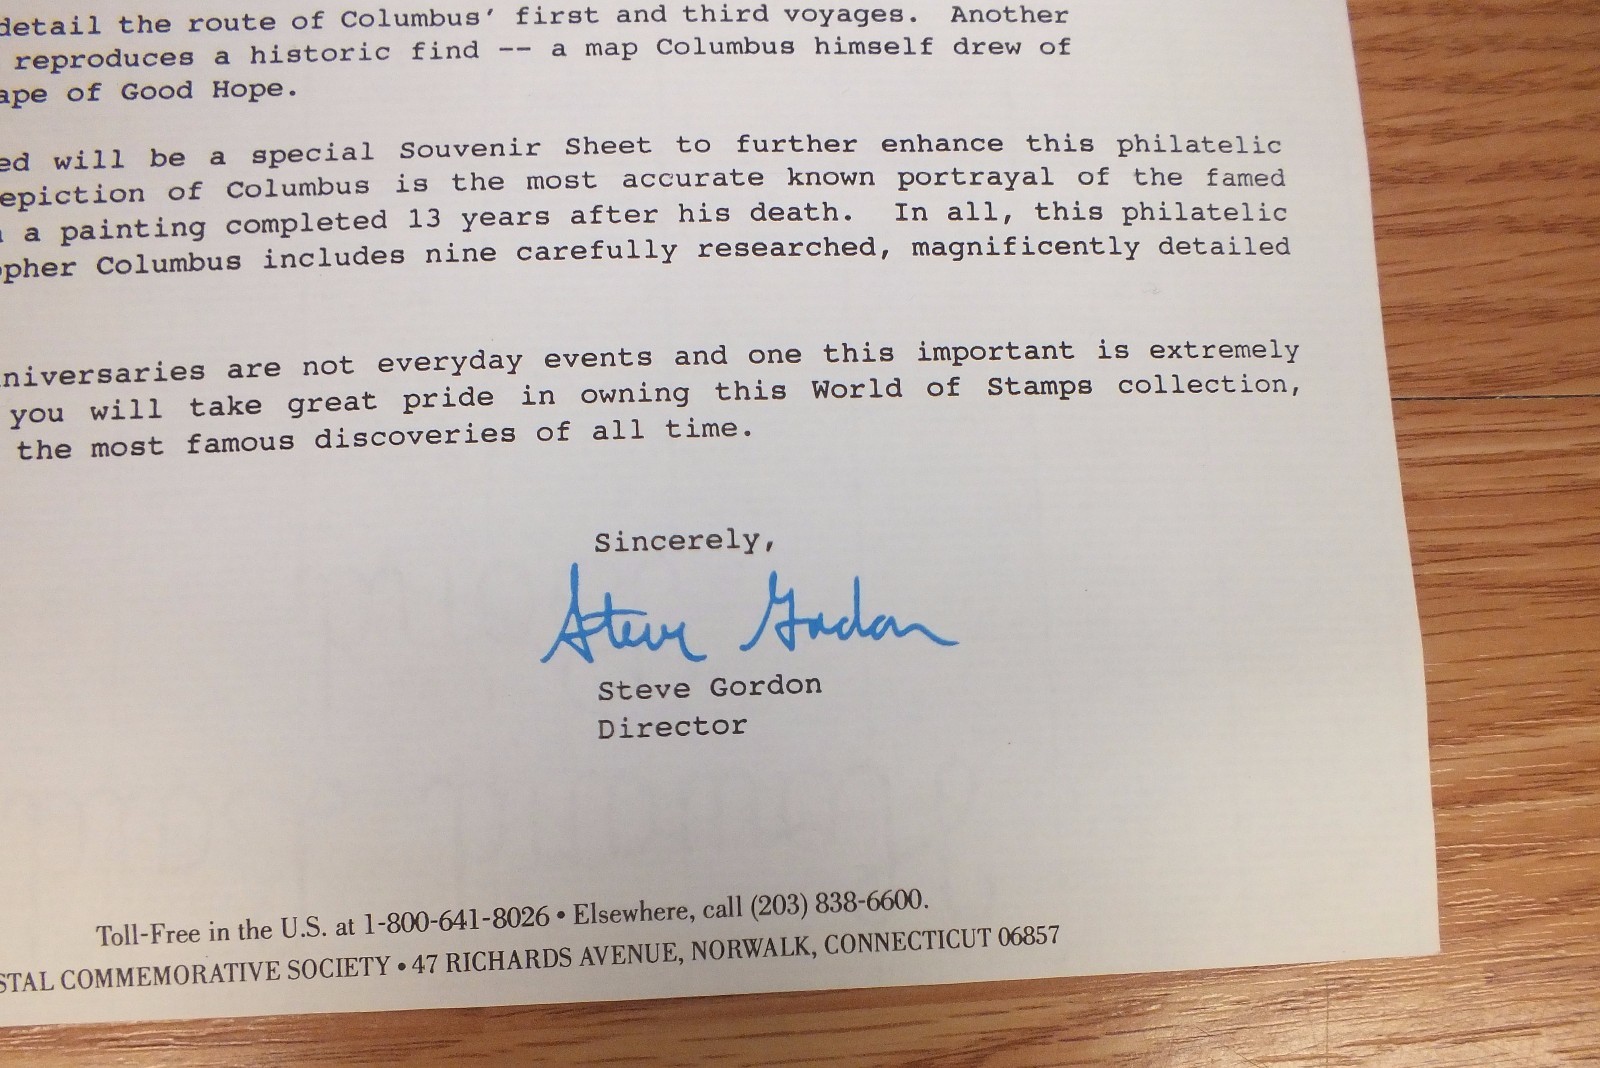 detail the route of Columbus' first and third voyages. Another
reproduces a historic find -- a map Columbus himself drew of
ape of Good Hope.
ed will be a special Souvenir Sheet to further enhance this philatelic
epiction of Columbus is the most accurate known portrayal of the famed
a painting completed 13 years after his death. In all, this philatelic
opher Columbus includes nine carefully researched, magnificently detailed
niversaries are not everyday events and one this important is extremely
you will take great pride in owning this World of Stamps collection,
the most famous discoveries of all time.
Sincerely,
Steve Gordon
Steve Gordon
Director
Toll-Free in the U.S. at 1-800-641-8026 • Elsewhere, call (203) 838-6600.
STAL COMMEMORATIVE SOCIETY • 47 RICHARDS AVENUE, NORWALK, CONNECTICUT 06857